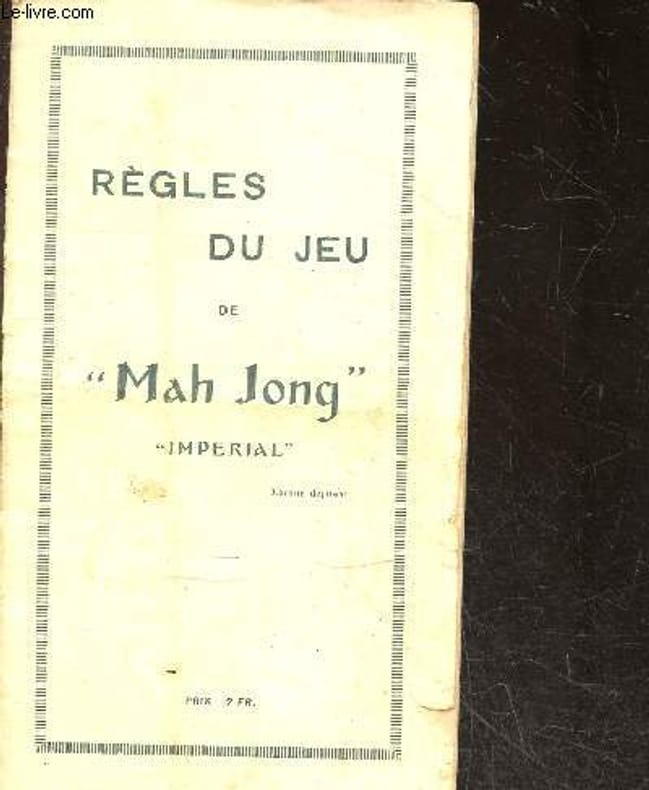 Le-livre.com
RÈGLES
DU JEU
DE
"Mah Jong"
"IMPERIAL"
PRIX 2 FR.